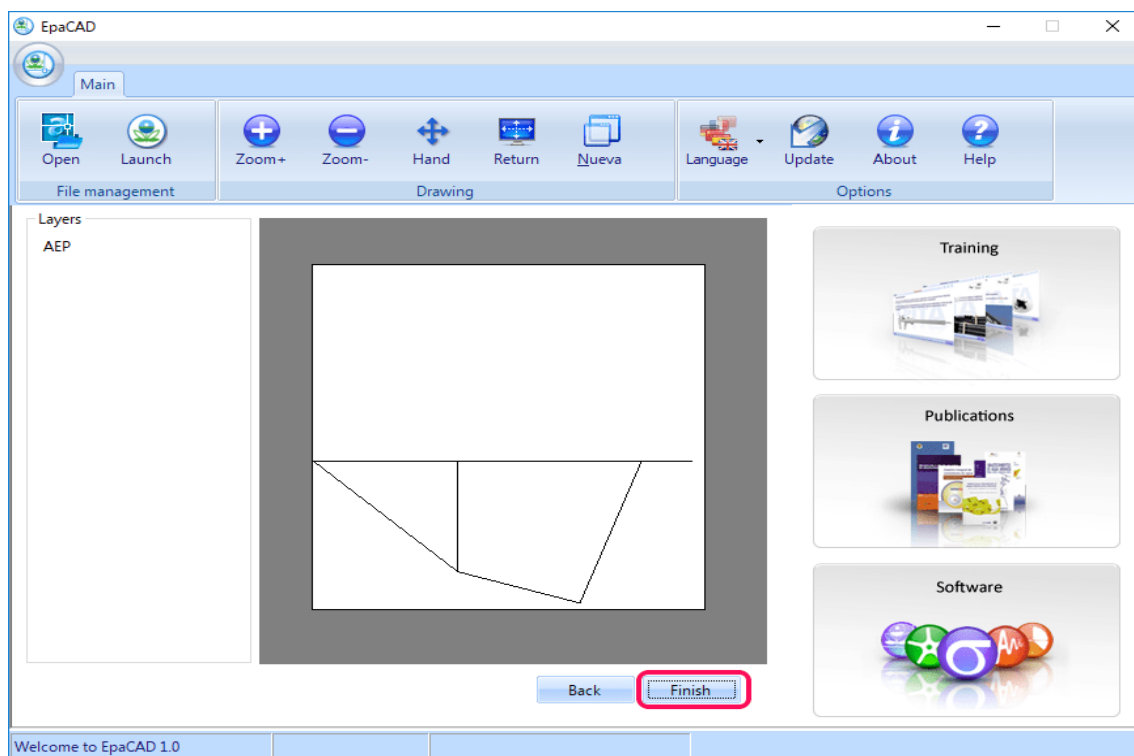 EpaCAD
Main
Open Launch Zoom+ Zoom- Hand Return Nueva Language Update About Help
File management Drawing Options
Layers
AEP
Training
Publications
Software
Back Finish
Welcome to EpaCAD 1.0